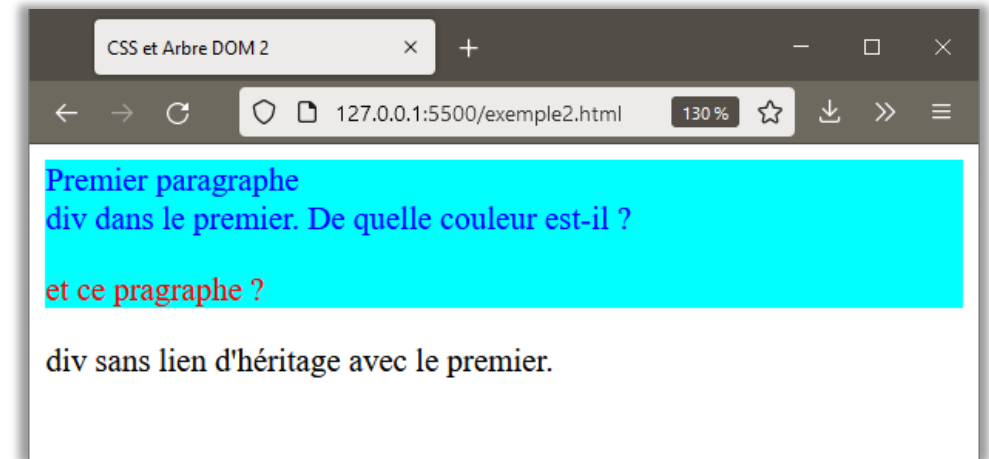 CSS et Arbre DOM 2
127.0.0.1:5500/exemple2.html 130 %
Premier paragraphe
div dans le premier. De quelle couleur est-il ?
et ce pragraphe ?
div sans lien d'héritage avec le premier.